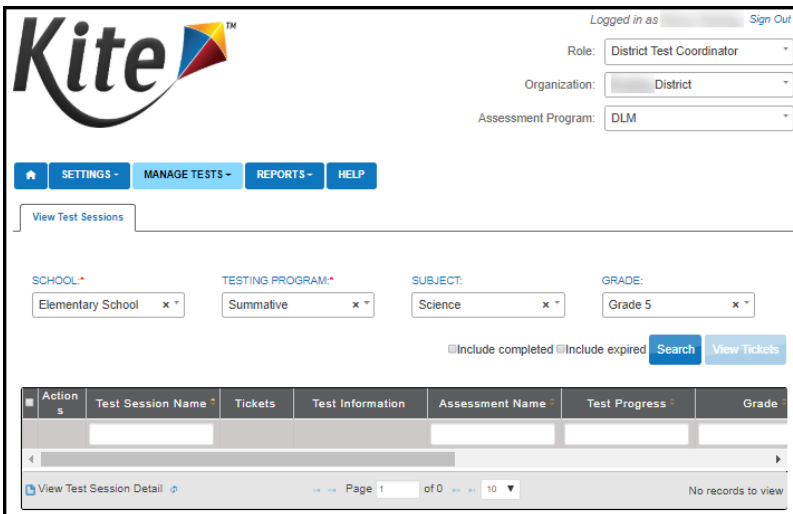 Kite™
Logged in as Sign Out
Role: District Test Coordinator
Organization: District
Assessment Program: DLM
SETTINGS MANAGE TESTS REPORTS HELP
View Test Sessions
SCHOOL:* TESTING PROGRAM:* SUBJECT: GRADE:
Elementary School x Summative x Science x Grade 5 x
Include completed Include expired Search View Tickets
Actions Test Session Name Tickets Test Information Assessment Name Test Progress Grade
View Test Session Detail Page 1 of 0 10 No records to view